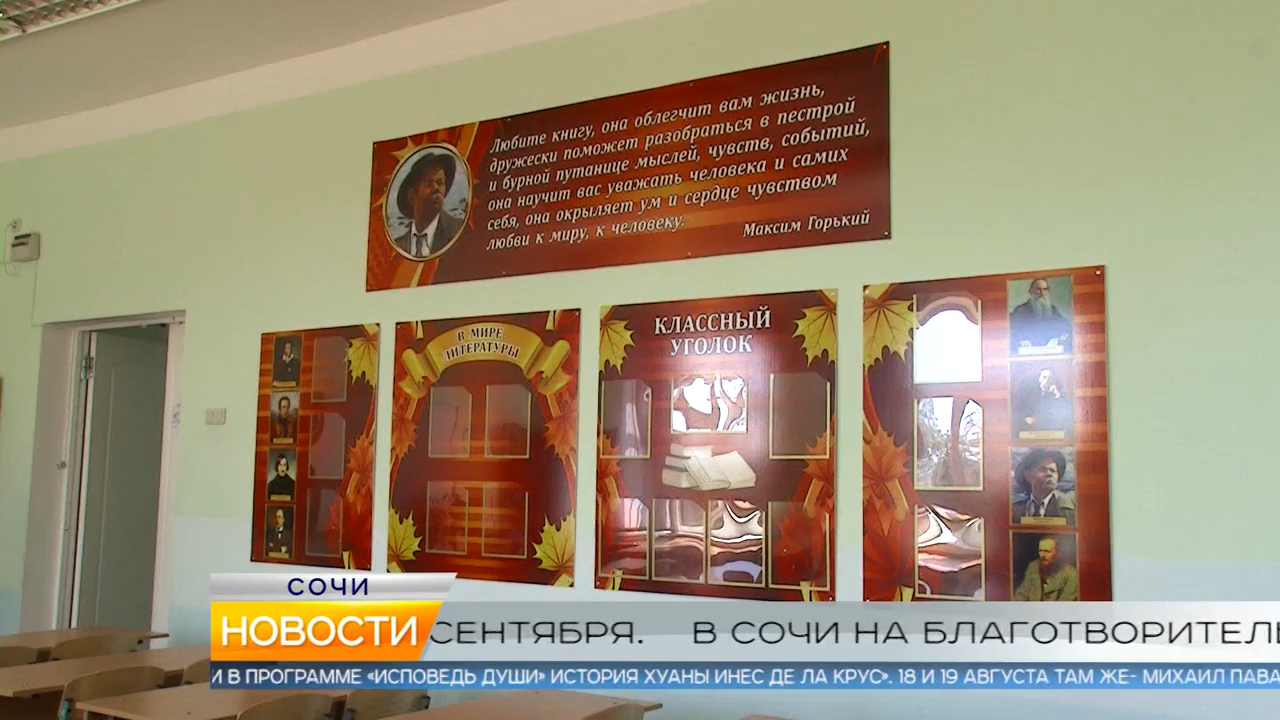 Любите книгу, она облегчит вам жизнь,
дружески поможет разобраться в пестрой
и бурной путанице мыслей, чувств, событий,
она научит вас уважать человека и самих
себя, она окрыляет ум и сердце чувством
любви к миру, к человеку.
Максим Горький
В МИРЕ
ЛИТЕРАТУРЫ
КЛАССНЫЙ
УГОЛОК
СОЧИ
НОВОСТИ
СЕНТЯБРЯ. В СОЧИ НА БЛАГОТВОРИТЕЛЬ
И В ПРОГРАММЕ «ИСПОВЕДЬ ДУШИ» ИСТОРИЯ ХУАНЫ ИНЕС ДЕ ЛА КРУС». 18 И 19 АВГУСТА ТАМ ЖЕ- МИХАИЛ ПАВА